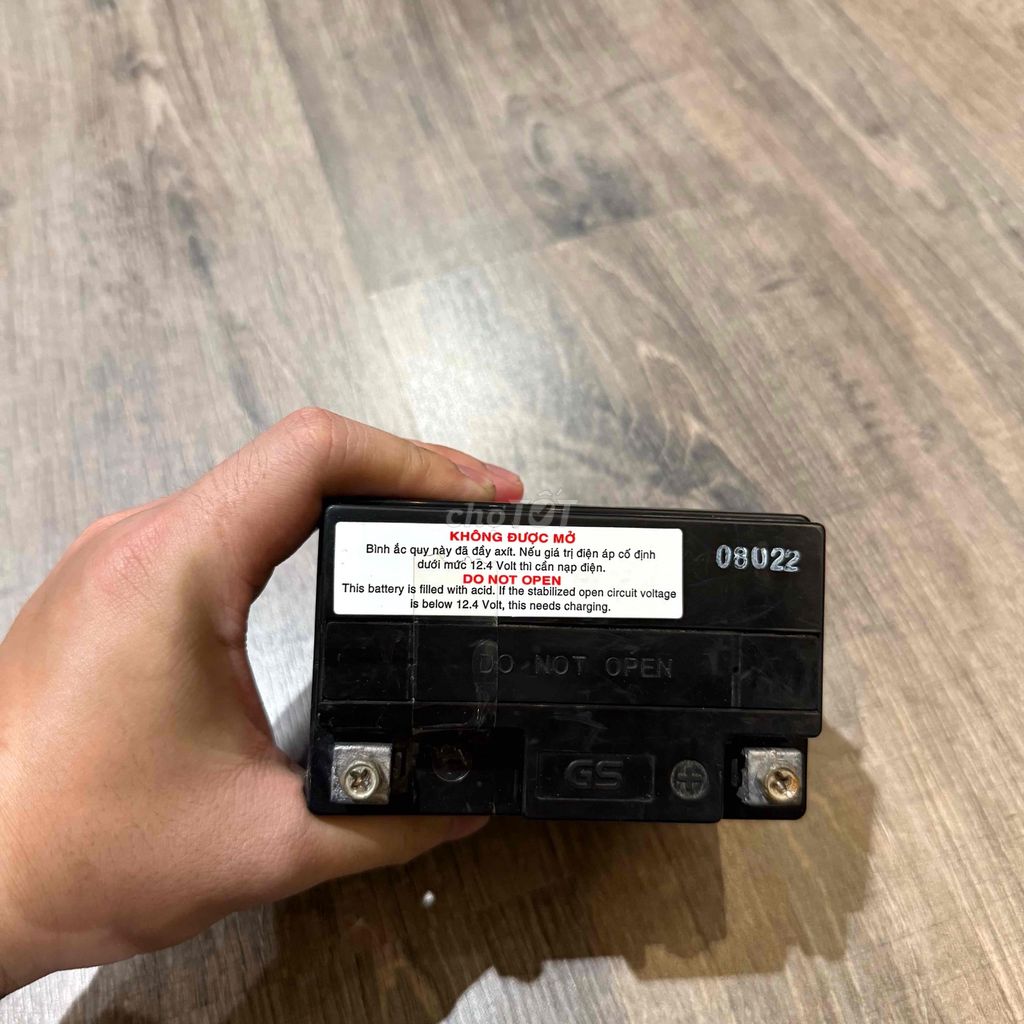 chợTỐT
KHÔNG ĐƯỢC MỞ
Bình ắc quy này đã đầy axít. Nếu giá trị điện áp cố định
dưới mức 12.4 Volt thì cần nạp điện.
DO NOT OPEN
This battery is filled with acid. If the stabilized open circuit voltage
is below 12.4 Volt, this needs charging.
08U22
DO NOT OPEN
GS
+